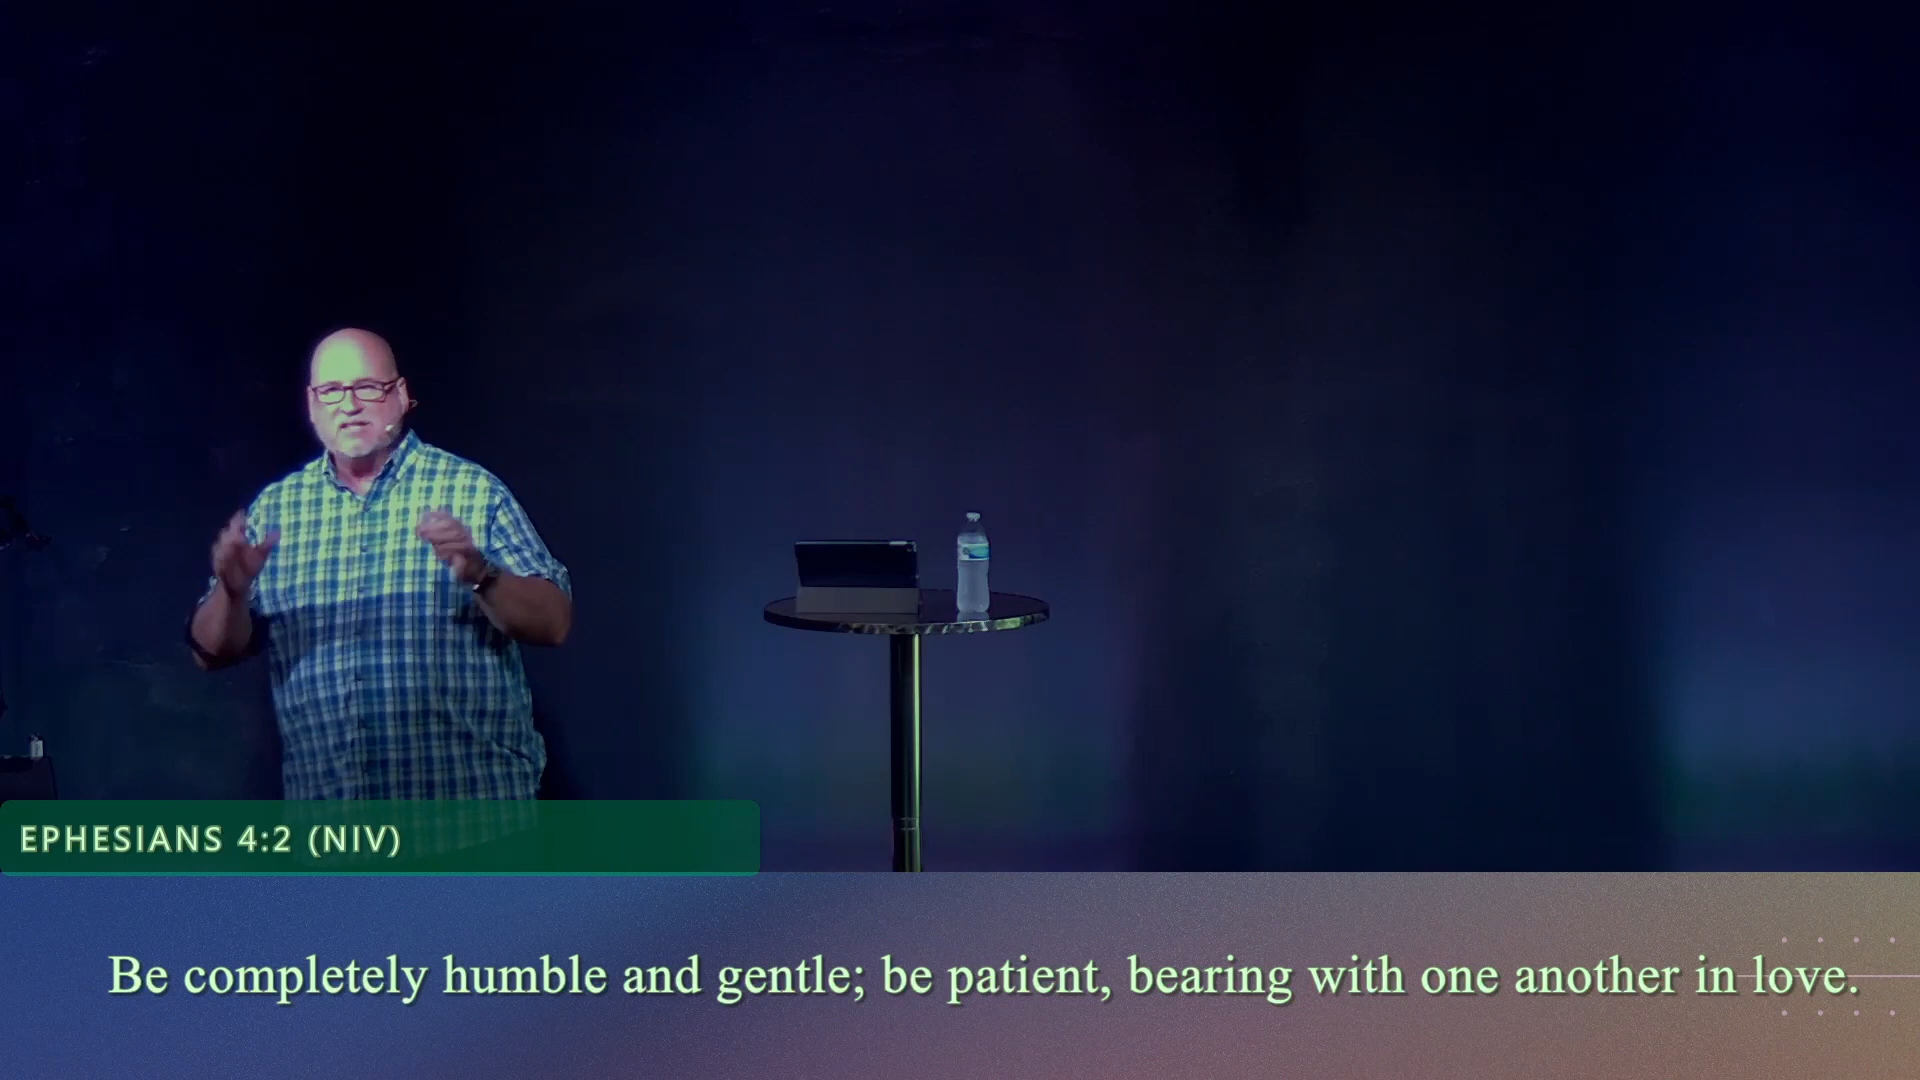 EPHESIANS 4:2 (NIV)
Be completely humble and gentle; be patient, bearing with one another in love.